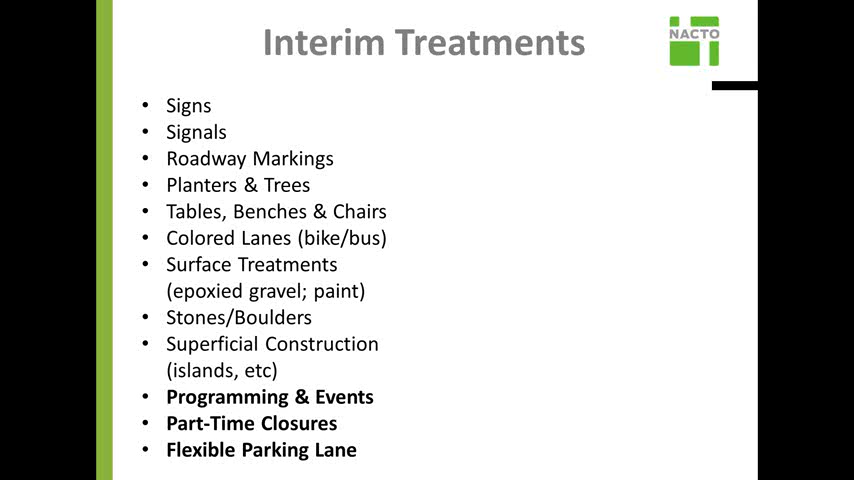 Interim Treatments
NACTO
• Signs
• Signals
• Roadway Markings
• Planters & Trees
• Tables, Benches & Chairs
• Colored Lanes (bike/bus)
• Surface Treatments
(epoxied gravel; paint)
• Stones/Boulders
• Superficial Construction
(islands, etc)
• Programming & Events
• Part-Time Closures
• Flexible Parking Lane